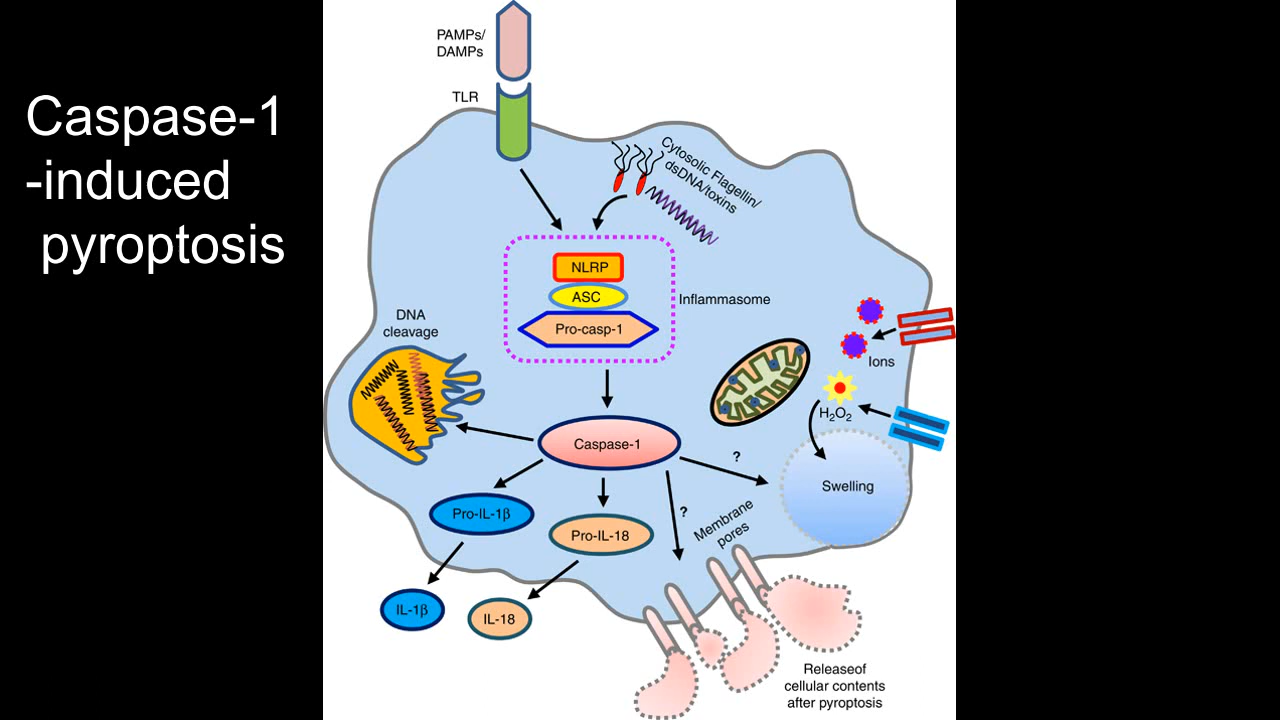 Caspase-1
-induced
pyroptosis
PAMPs/
DAMPs
TLR
Cytosolic Flagellin/
dsDNA/toxins
NLRP
ASC
Pro-casp-1
Inflammasome
DNA
cleavage
Ions
H₂O₂
Caspase-1
?
Swelling
Pro-IL-1β
Pro-IL-18
?
Membrane
pores
IL-1β
IL-18
Releaseof
cellular contents
after pyroptosis